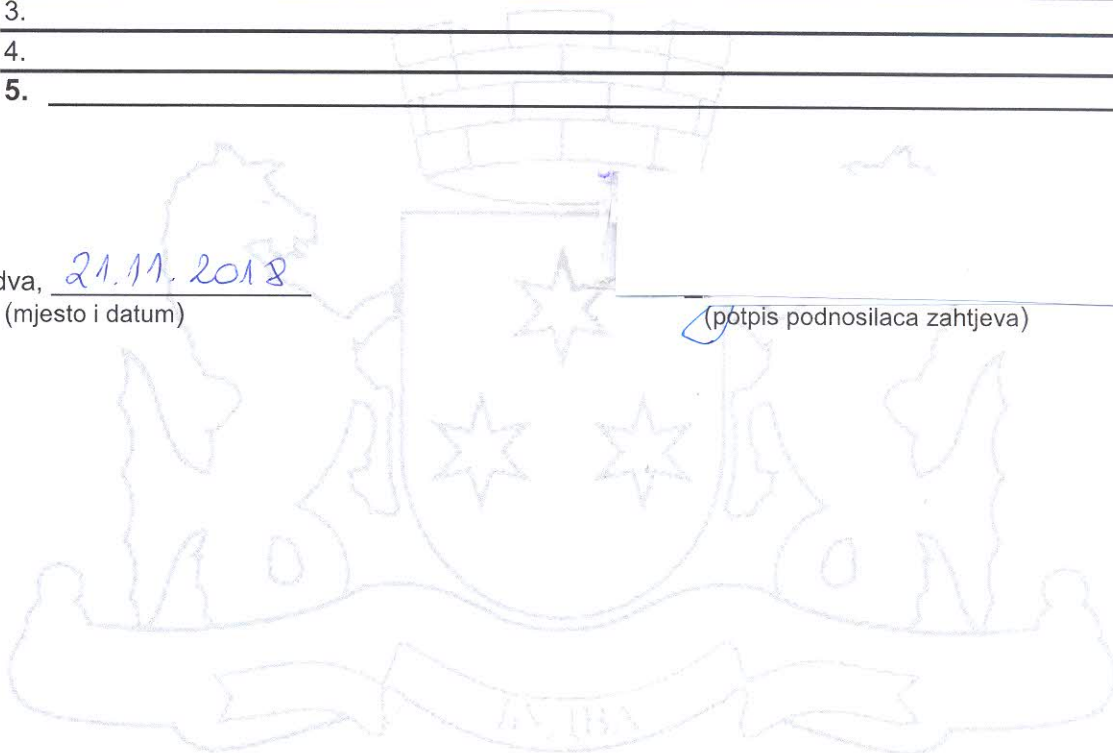 3.
4.
5.
dva, 21.11.2018
(mjesto i datum)
(potpis podnosilaca zahtjeva)